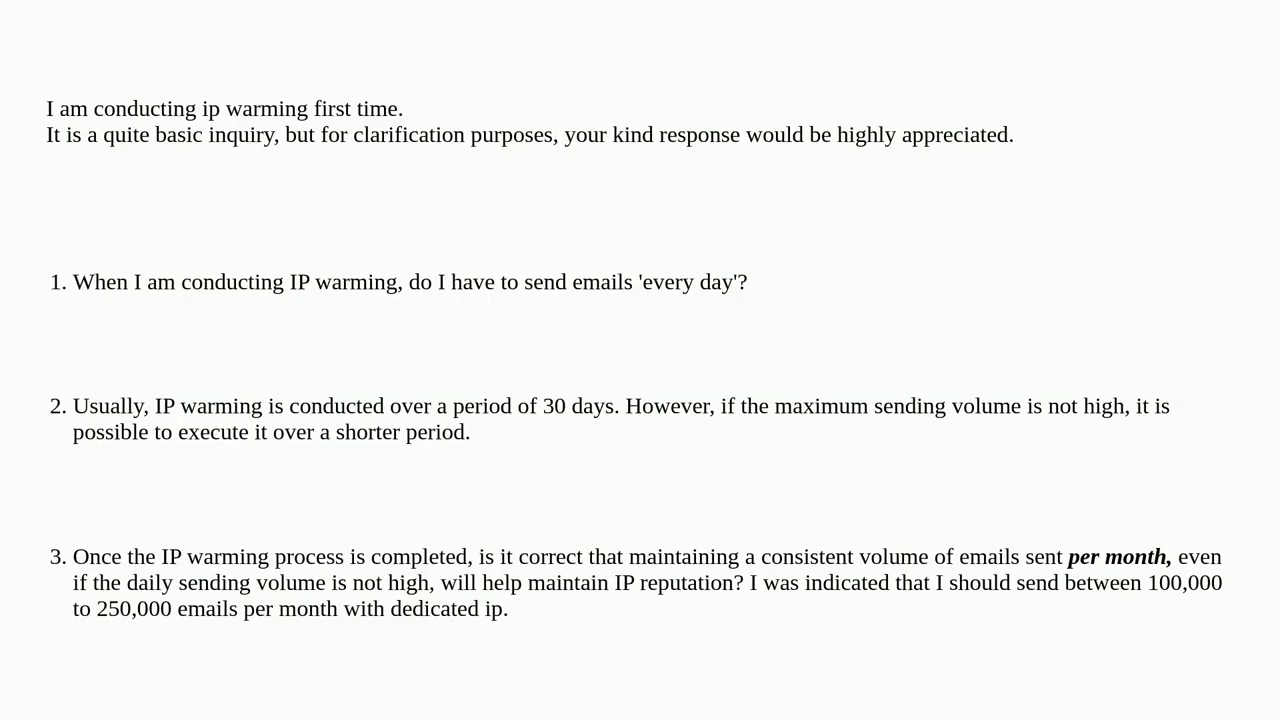 I am conducting ip warming first time.
It is a quite basic inquiry, but for clarification purposes, your kind response would be highly appreciated.
1. When I am conducting IP warming, do I have to send emails 'every day'?
2. Usually, IP warming is conducted over a period of 30 days. However, if the maximum sending volume is not high, it is
possible to execute it over a shorter period.
3. Once the IP warming process is completed, is it correct that maintaining a consistent volume of emails sent per month, even
if the daily sending volume is not high, will help maintain IP reputation? I was indicated that I should send between 100,000
to 250,000 emails per month with dedicated ip.